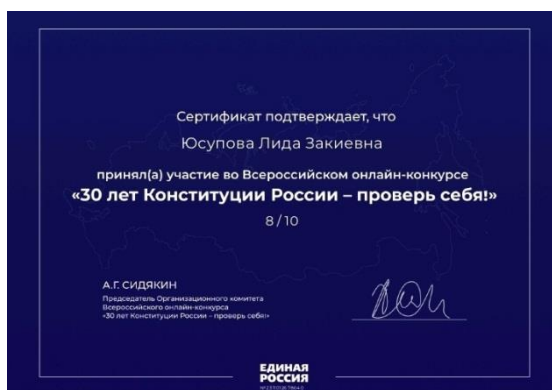 Сертификат подтверждает, что
Юсупова Лида Закиевна
принял(а) участие во Всероссийском онлайн-конкурсе
«30 лет Конституции России – проверь себя!»
8/10
А.Г. СИДЯКИН
Председатель Организационного комитета
Всероссийского онлайн-конкурса
«30 лет Конституции России – проверь себя!»
ЕДИНАЯ
РОССИЯ